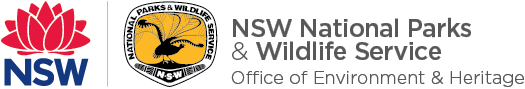 NSW
NATIONAL PARKS & WILDLIFE SERVICE
N·S·W
NSW National Parks
& Wildlife Service
Office of Environment & Heritage